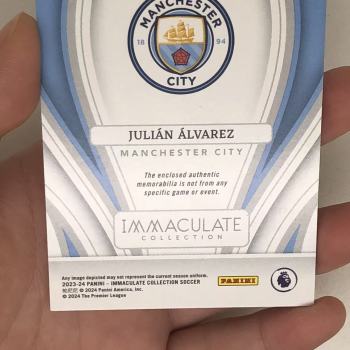 MANCHESTER
18 94
CITY
JULIÁN ÁLVAREZ
MANCHESTER CITY
The enclosed authentic
memorabilia is not from any
specific game or event.
IMMACULATE
COLLECTION
Any image depicted may not represent the current season uniform.
2023-24 PANINI - IMMACULATE COLLECTION SOCCER
© 2024 Panini America, Inc.
© 2024 The Premier League
PANINI